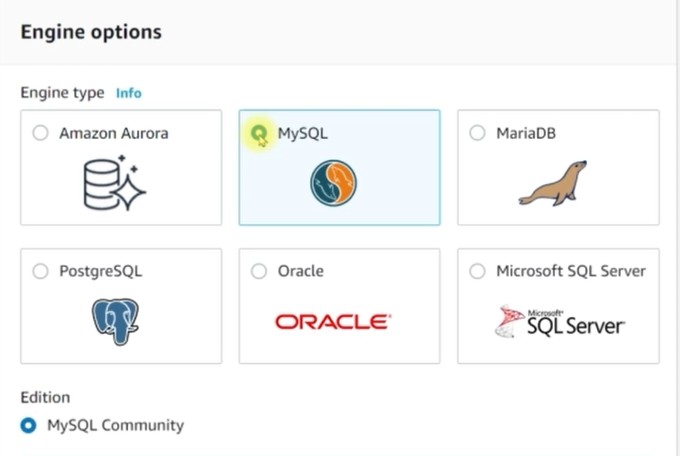 Engine options
Engine type Info
Amazon Aurora
MySQL
MariaDB
PostgreSQL
Oracle
Microsoft SQL Server
ORACLE
Microsoft
SQL Server
Edition
MySQL Community